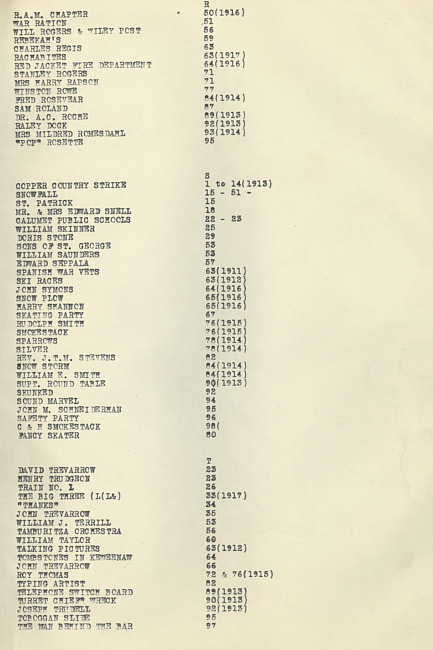 R
R.A.M. CHAPTER 50(1916)
WAR RATION 51
WILL ROGERS & WILEY POST 56
REBEKAH'S 59
CHARLES REGIS 63
RACHABITES 63(1917)
RED JACKET FIRE DEPARTMENT 64(1916)
STANLEY ROGERS 71
MRS HARRY RAPSON 71
WINSTON ROWE 77
FRED ROSEVEAR 84(1914)
SAM ROLAND 87
DR. A.C. ROCHE 89(1913)
RALEY DOCK 92(1913)
MRS MILDRED ROMESDAHL 93(1914)
"POP" ROSETTE 95
S
COPPER COUNTRY STRIKE 1 to 14(1913)
SNOWFALL 15 - 51 -
ST. PATRICK 15
MR. & MRS EDWARD SNELL 18
CALUMET PUBLIC SCHOOLS 22 - 23
WILLIAM SKINNER 25
DORIS STONE 29
SONS OF ST. GEORGE 53
WILLIAM SAUNDERS 53
EDWARD SEPPALA 57
SPANISH WAR VETS 63(1911)
SKI RACES 63(1912)
JOHN SYMONS 64(1916)
SNOW PLOW 65(1916)
HARRY SHANNON 65(1916)
SKATING PARTY 67
RUDOLPH SMITH 76(1915)
SMOKESTACK 76(1915)
SPARROWS 78(1914)
SILVER 78(1914)
REV. J.T.M. STEVENS 82
SNOW STORM 84(1914)
WILLIAM E. SMITH 84(1914)
SUPT. ROUND TABLE 90(1913)
SKUNKED 92
SOUND MARVEL 94
JOHN M. SCHNEIDERHAN 95
SAFETY PARTY 96
C & H SMOKESTACK 98(
FANCY SKATER 80
T
DAVID TREVARROW 23
HENRY TRUDGEON 23
TRAIN NO. 1 26
THE BIG THREE (L(L&) 33(1917)
"THANKS" 34
JOHN TREVARROW 35
WILLIAM J. TERRILL 53
TAMBURITZA ORCHESTRA 56
WILLIAM TAYLOR 60
TALKING PICTURES 63(1912)
TOMBSTONES IN KEWEENAW 64
JOHN TREVARROW 66
ROY THOMAS 72 & 76(1915)
TYPING ARTIST 82
TELEPHONE SWITCH BOARD 89(1913)
TURRET CHIEF" WRECK 90(1913)
JOSEPH TRUDELL 92(1913)
TOBOGGAN SLIDE 95
THE MAN BEHIND THE BAR 97